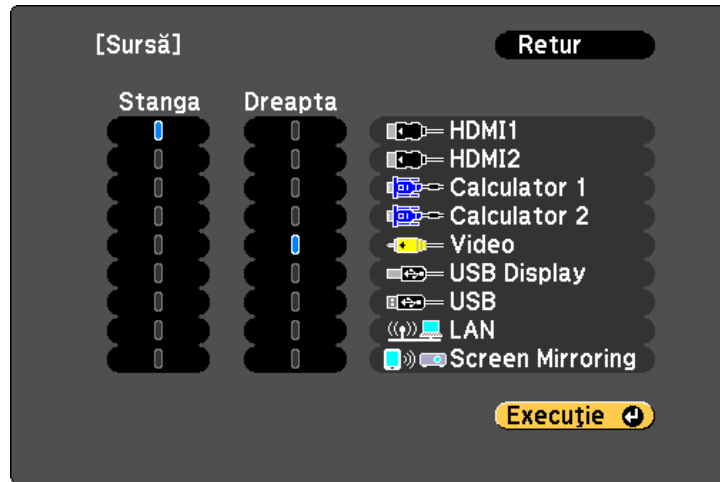 [Sursă]
Retur
Stanga Dreapta
HDMI1
HDMI2
Calculator 1
Calculator 2
Video
USB Display
USB
LAN
Screen Mirroring
Execuţie